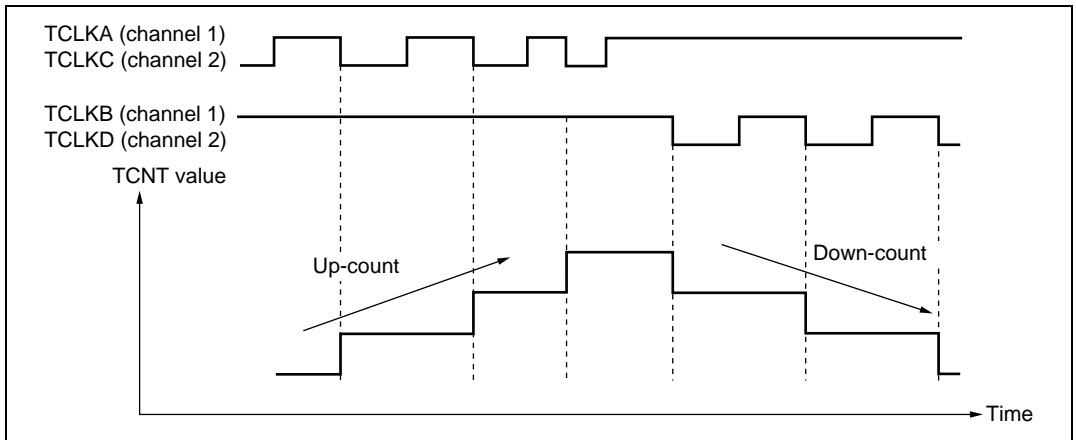 TCLKA (channel 1)
TCLKC (channel 2)
TCLKB (channel 1)
TCLKD (channel 2)
TCNT value
Up-count
Down-count
Time